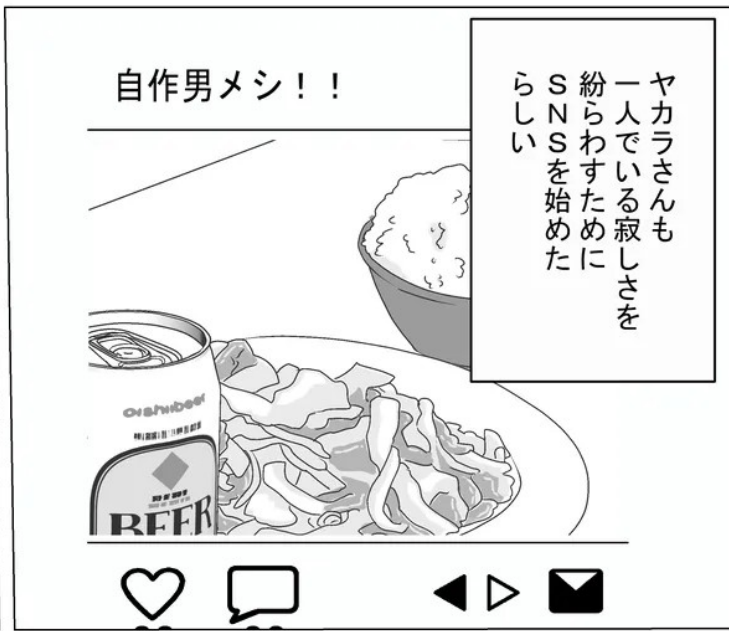 ヤカラさんも
一人でいる寂しさを
紛らわすために
SNSを始めた
らしい
自作男メシ！！
BEER